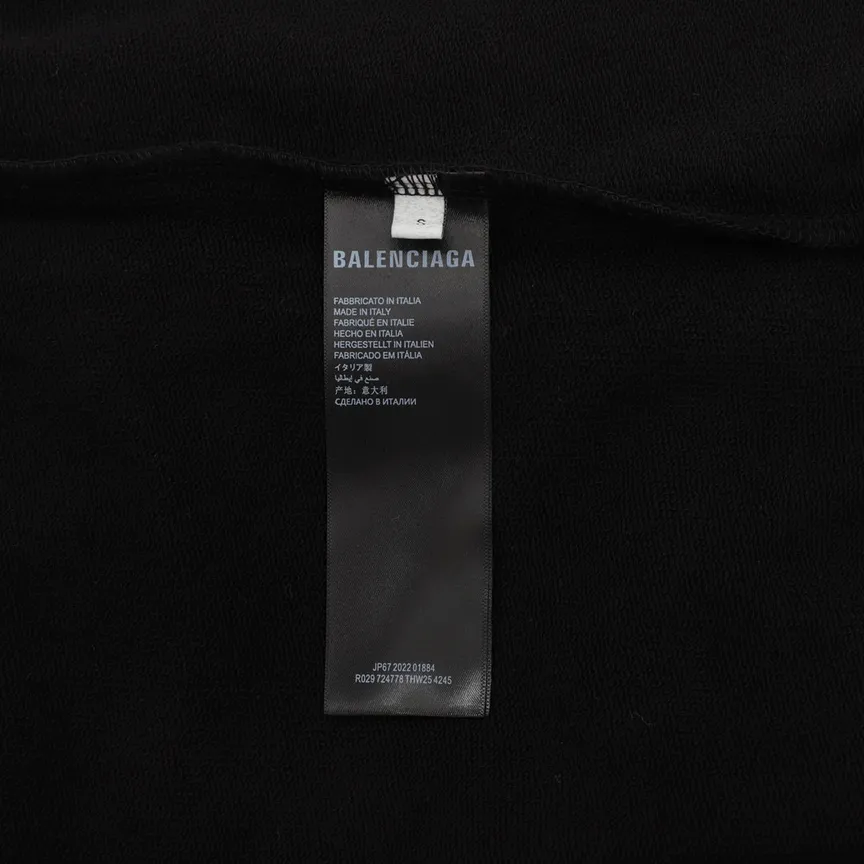 S
BALENCIAGA
FABBRICATO IN ITALIA
MADE IN ITALY
FABRIQUÉ EN ITALIE
HECHO EN ITALIA
HERGESTELLT IN ITALIEN
FABRICADO EM ITÁLIA
イタリア製
صنع في إيطاليا
产地：意大利
СДЕЛАНО В ИТАЛИИ
JP67 2022 01884
R029 724778 THW25 4245